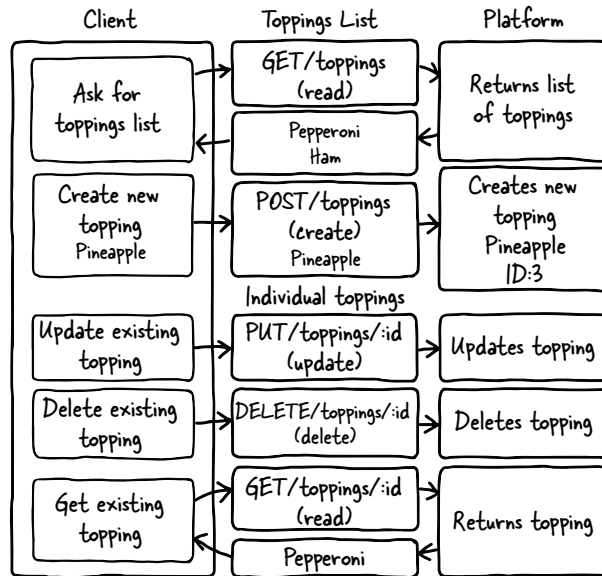 Client
Toppings List
Platform
Ask for
toppings list
GET/toppings
(read)
Returns list
of toppings
Pepperoni
Ham
Create new
topping
Pineapple
POST/toppings
(create)
Pineapple
Creates new
topping
Pineapple
ID:3
Individual toppings
Update existing
topping
PUT/toppings/:id
(update)
Updates topping
Delete existing
topping
DELETE/toppings/:id
(delete)
Deletes topping
Get existing
topping
GET/toppings/:id
(read)
Returns topping
Pepperoni